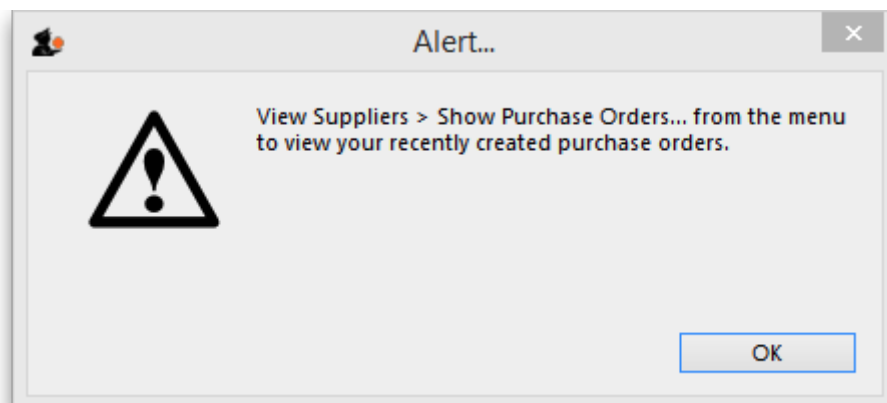 Alert...
View Suppliers > Show Purchase Orders... from the menu
to view your recently created purchase orders.
OK